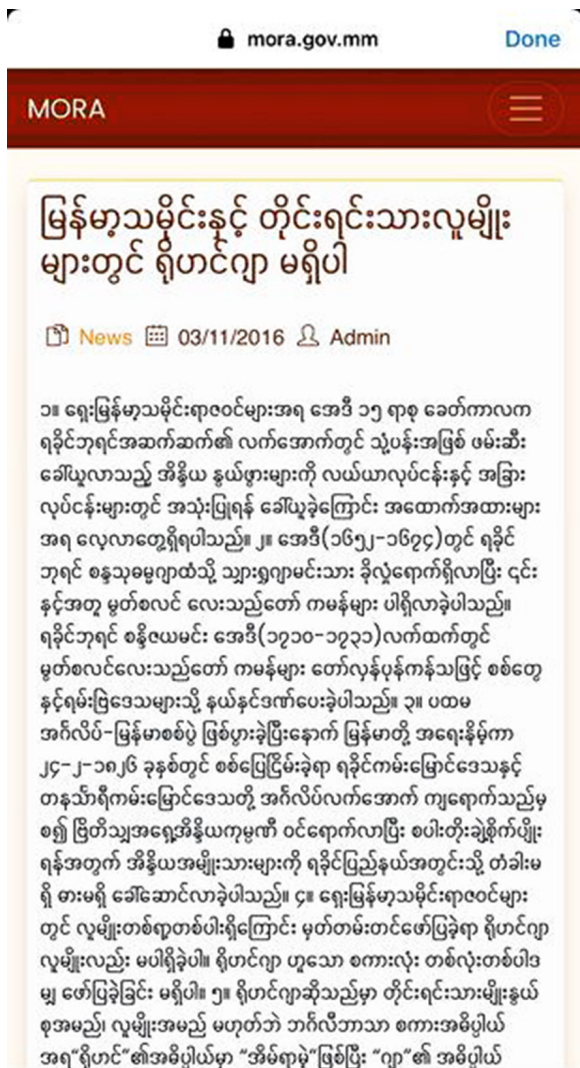 mora.gov.mm Done
MORA
မြန်မာ့သမိုင်းနှင့် တိုင်းရင်းသားလူမျိုး
များတွင် ရိုဟင်ဂျာ မရှိပါ
News 03/11/2016 Admin
၁။ ရှေးမြန်မာ့သမိုင်းရာဇဝင်များအရ အေဒီ ၁၅ ရာစု ခေတ်ကာလက
ရခိုင်ဘုရင်အဆက်ဆက်၏ လက်အောက်တွင် သုံ့ပန်းအဖြစ် ဖမ်းဆီး
ခေါ်ယူလာသည့် အိန္ဒိယ နွယ်ဖွားများကို လယ်ယာလုပ်ငန်းနှင့် အခြား
လုပ်ငန်းများတွင် အသုံးပြုရန် ခေါ်ယူခဲ့ကြောင်း အထောက်အထားများ
အရ လေ့လာတွေ့ရှိရပါသည်။ ၂။ အေဒီ(၁၆၅၂-၁၆၇၄)တွင် ရခိုင်
ဘုရင် စန္ဒသုဓမ္မဂျာထံသို့ သျှားရှူဂျာမင်းသား ခိုလှုံရောက်ရှိလာပြီး ၎င်း
နှင့်အတူ မွတ်စလင် လေးသည်တော် ကမန်များ ပါရှိလာခဲ့ပါသည်။
ရခိုင်ဘုရင် စန္ဒိဇယမင်း အေဒီ(၁၇၁၀-၁၇၃၁)လက်ထက်တွင်
မွတ်စလင်လေးသည်တော် ကမန်များ တော်လှန်ပုန်ကန်သဖြင့် စစ်တွေ
နှင့်ရမ်းဗြဲဒေသများသို့ နယ်နှင်ဒဏ်ပေးခဲ့ပါသည်။ ၃။ ပထမ
အင်္ဂလိပ်-မြန်မာစစ်ပွဲ ဖြစ်ပွားခဲ့ပြီးနောက် မြန်မာတို့ အရေးနိမ့်ကာ
၂၄-၂-၁၈၂၆ ခုနှစ်တွင် စစ်ပြေငြိမ်းခဲ့ရာ ရခိုင်ကမ်းမြောင်ဒေသနှင့်
တနင်္သာရီကမ်းမြောင်ဒေသတို့ အင်္ဂလိပ်လက်အောက် ကျရောက်သည်မှ
စ၍ ဗြိတိသျှအရှေ့အိန္ဒိယကုမ္ပဏီ ဝင်ရောက်လာပြီး စပါးတိုးချဲ့စိုက်ပျိုး
ရန်အတွက် အိန္ဒိယအမျိုးသားများကို ရခိုင်ပြည်နယ်အတွင်းသို့ တံခါးမ
ရှိ ဓားမရှိ ခေါ်ဆောင်လာခဲ့ပါသည်။ ၄။ ရှေးမြန်မာ့သမိုင်းရာဇဝင်များ
တွင် လူမျိုးတစ်ရာ့တစ်ပါးရှိကြောင်း မှတ်တမ်းတင်ဖော်ပြခဲ့ရာ ရိုဟင်ဂျာ
လူမျိုးလည်း မပါရှိခဲ့ပါ။ ရိုဟင်ဂျာ ဟူသော စကားလုံး တစ်လုံးတစ်ပါဒ
မျှ ဖော်ပြခဲ့ခြင်း မရှိပါ။ ၅။ ရိုဟင်ဂျာဆိုသည်မှာ တိုင်းရင်းသားမျိုးနွယ်
စုအမည်၊ လူမျိုးအမည် မဟုတ်ဘဲ ဘင်္ဂလီဘာသာ စကားအဓိပ္ပါယ်
အရ“ရိုဟင်”၏အဓိပ္ပါယ်မှာ “အိမ်ရာမဲ့”ဖြစ်ပြီး “ဂျာ”၏ အဓိပ္ပါယ်